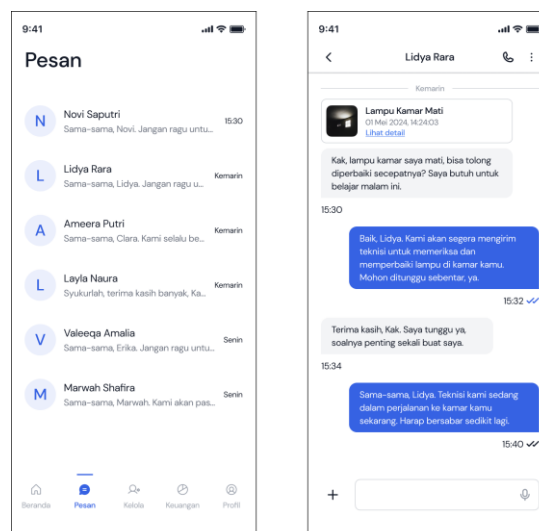 9:41
Pesan
N
Novi Saputri
Sama-sama, Novi. Jangan ragu untu...
15:30
L
Lidya Rara
Sama-sama, Lidya. Jangan ragu u...
Kemarin
A
Ameera Putri
Sama-sama, Clara. Kami selalu be...
Kemarin
L
Layla Naura
Syukurlah, terima kasih banyak, Ka...
Kemarin
V
Valeeqa Amalia
Sama-sama, Erika. Jangan ragu untu...
Senin
M
Marwah Shafira
Sama-sama, Marwah. Kami akan pas...
Senin
Beranda
Pesan
Kelola
Keuangan
Profil
9:41
Lidya Rara
Kemarin
Lampu Kamar Mati
01 Mei 2024, 14:24:03
Lihat detail
Kak, lampu kamar saya mati, bisa tolong
diperbaiki secepatnya? Saya butuh untuk
belajar malam ini.
15:30
Baik, Lidya. Kami akan segera mengirim
teknisi untuk memeriksa dan
memperbaiki lampu di kamar kamu.
Mohon ditunggu sebentar, ya.
15:32
Terima kasih, Kak. Saya tunggu ya,
soalnya penting sekali buat saya.
15:34
Sama-sama, Lidya. Teknisi kami sedang
dalam perjalanan ke kamar kamu
sekarang. Harap bersabar sedikit lagi.
15:40